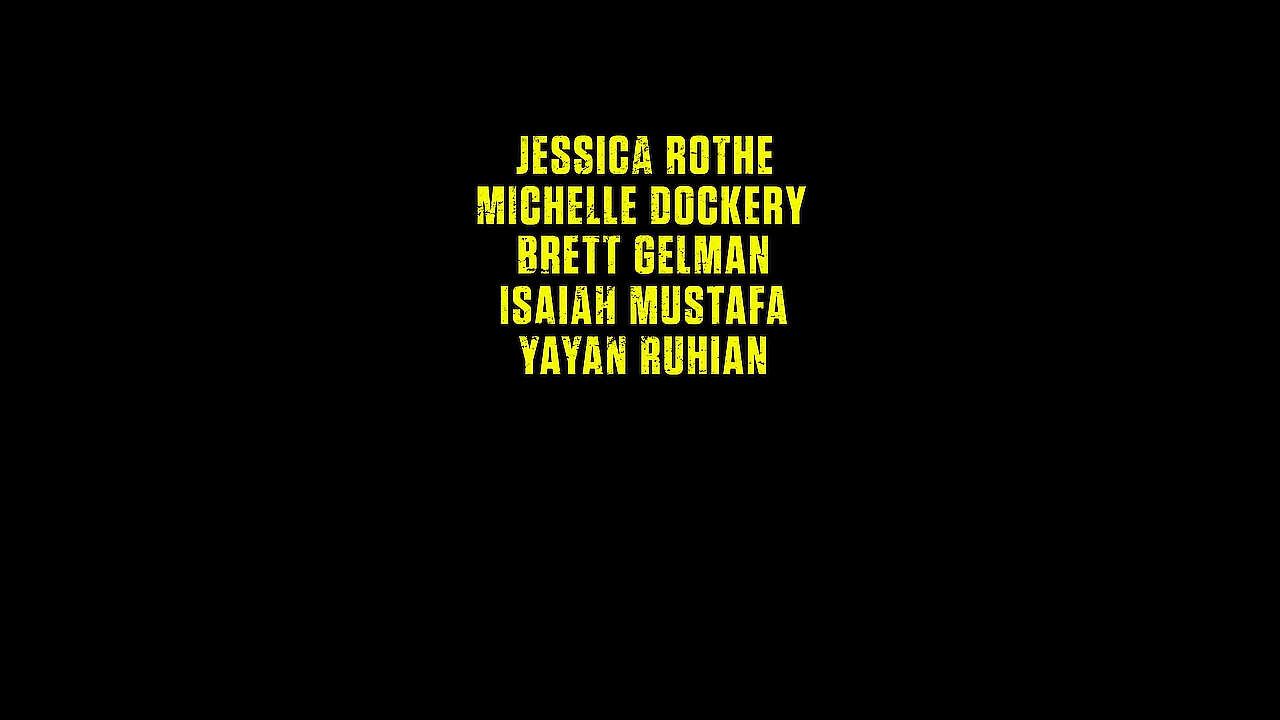 JESSICA ROTHE
MICHELLE DOCKERY
BRETT GELMAN
ISAIAH MUSTAFA
YAYAN RUHIAN